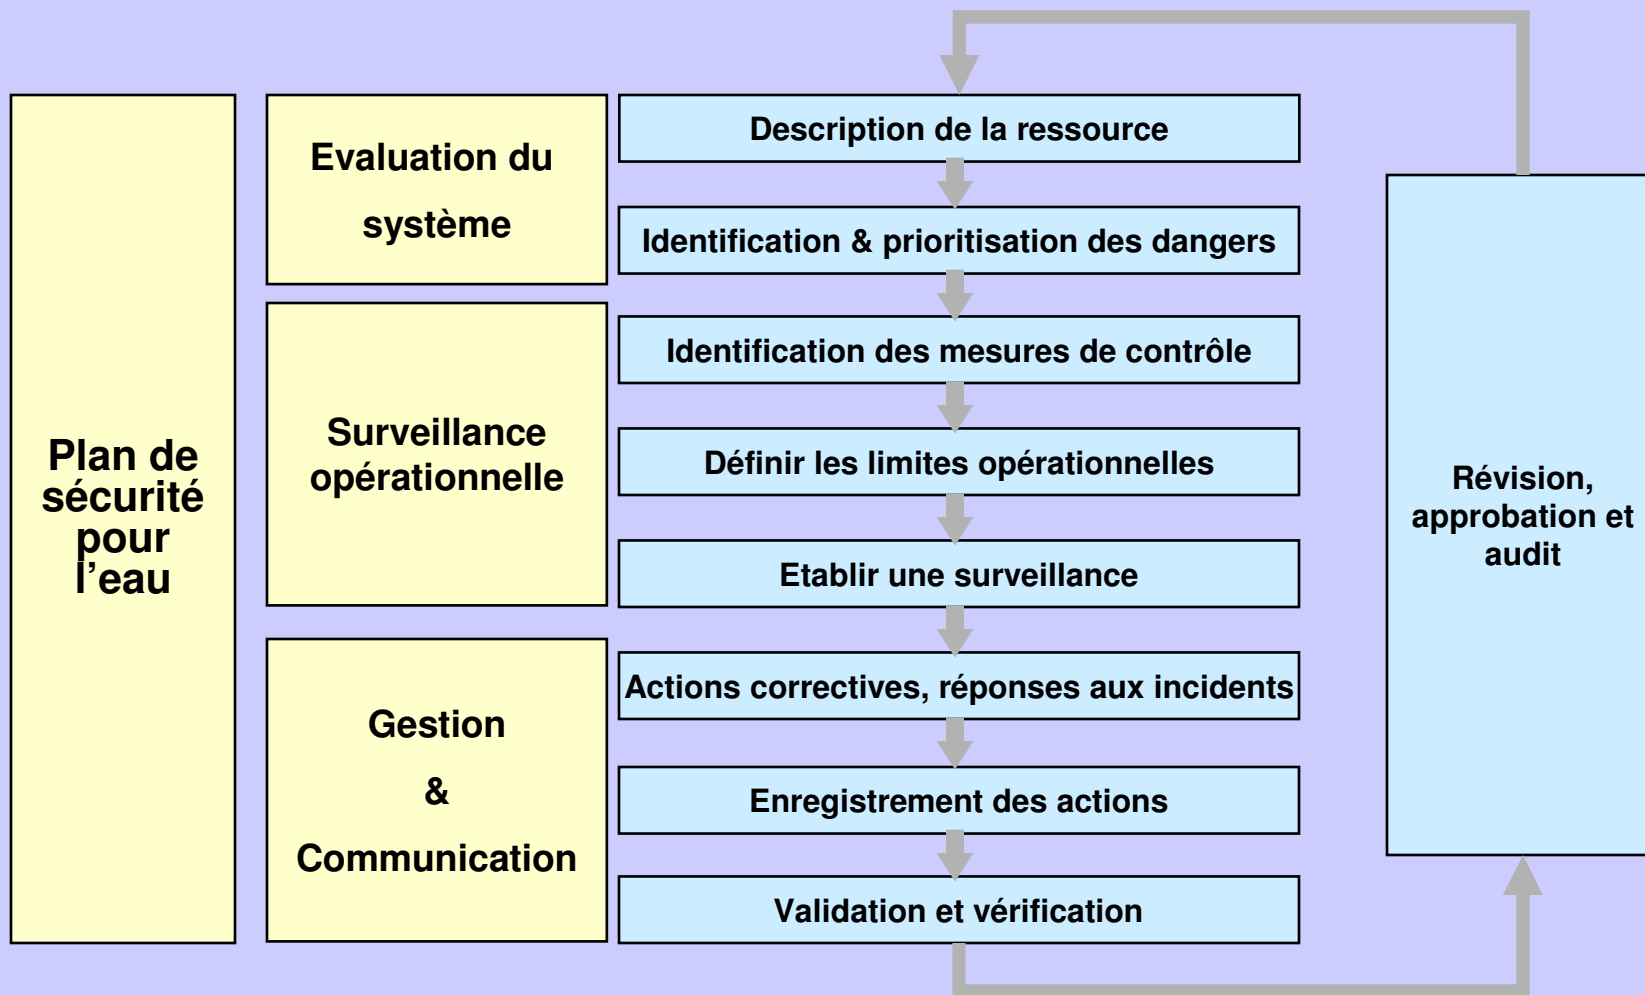 Plan de
sécurité
pour
l’eau
Evaluation du
système
Surveillance
opérationnelle
Gestion
&
Communication
Description de la ressource
Identification & prioritisation des dangers
Identification des mesures de contrôle
Définir les limites opérationnelles
Etablir une surveillance
Actions correctives, réponses aux incidents
Enregistrement des actions
Validation et vérification
Révision,
approbation et
audit